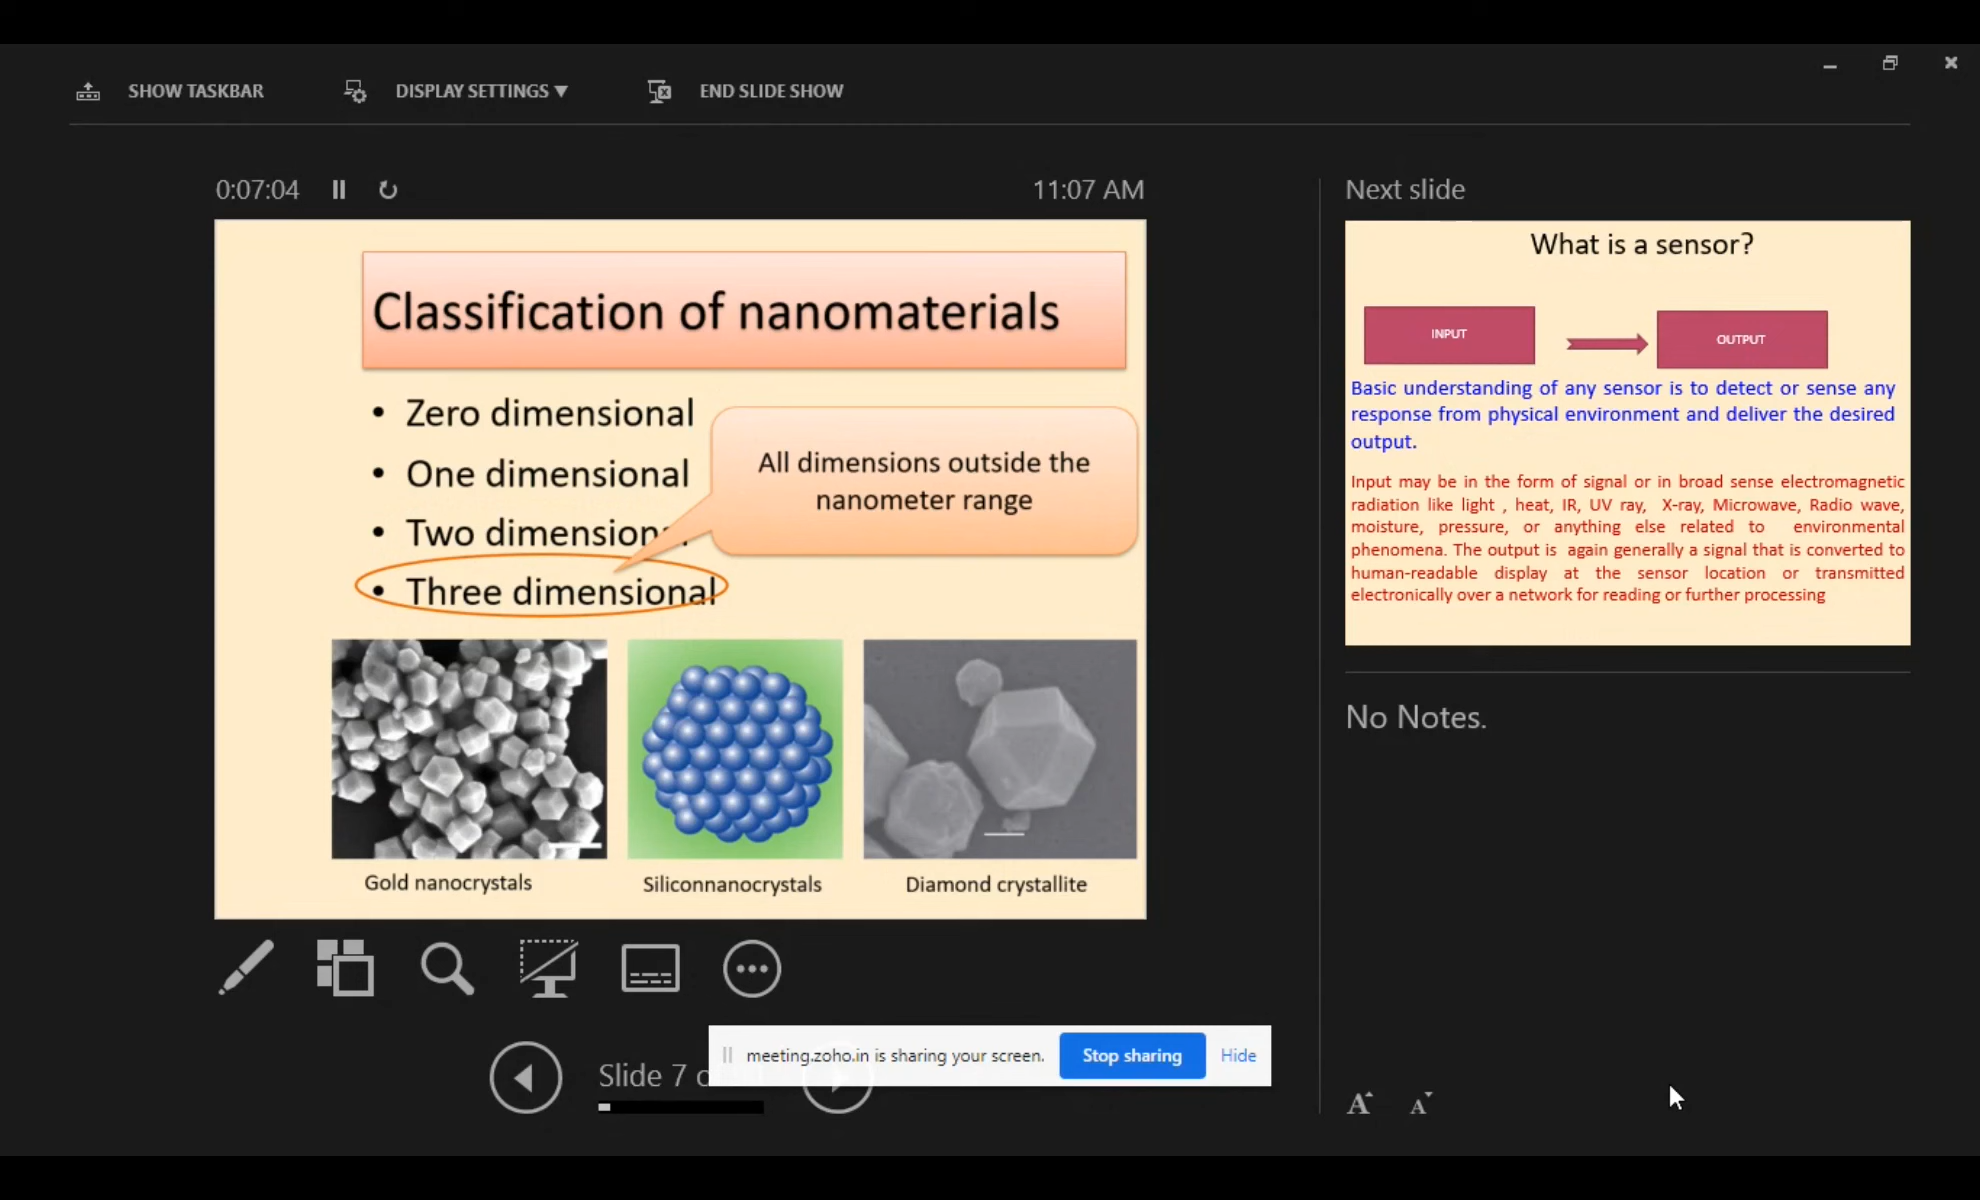 SHOW TASKBAR
DISPLAY SETTINGS ▼
END SLIDE SHOW
0:07:04
11:07 AM
Classification of nanomaterials
• Zero dimensional
• One dimensional
• Two dimensional
• Three dimensional
All dimensions outside the
nanometer range
Gold nanocrystals
Siliconnanocrystals
Diamond crystallite
Slide 7
meeting.zoho.in is sharing your screen.
Stop sharing
Hide
Next slide
What is a sensor?
INPUT
OUTPUT
Basic understanding of any sensor is to detect or sense any
response from physical environment and deliver the desired
output.
Input may be in the form of signal or in broad sense electromagnetic
radiation like light , heat, IR, UV ray, X-ray, Microwave, Radio wave,
moisture, pressure, or anything else related to environmental
phenomena. The output is again generally a signal that is converted to
human-readable display at the sensor location or transmitted
electronically over a network for reading or further processing
No Notes.
A A